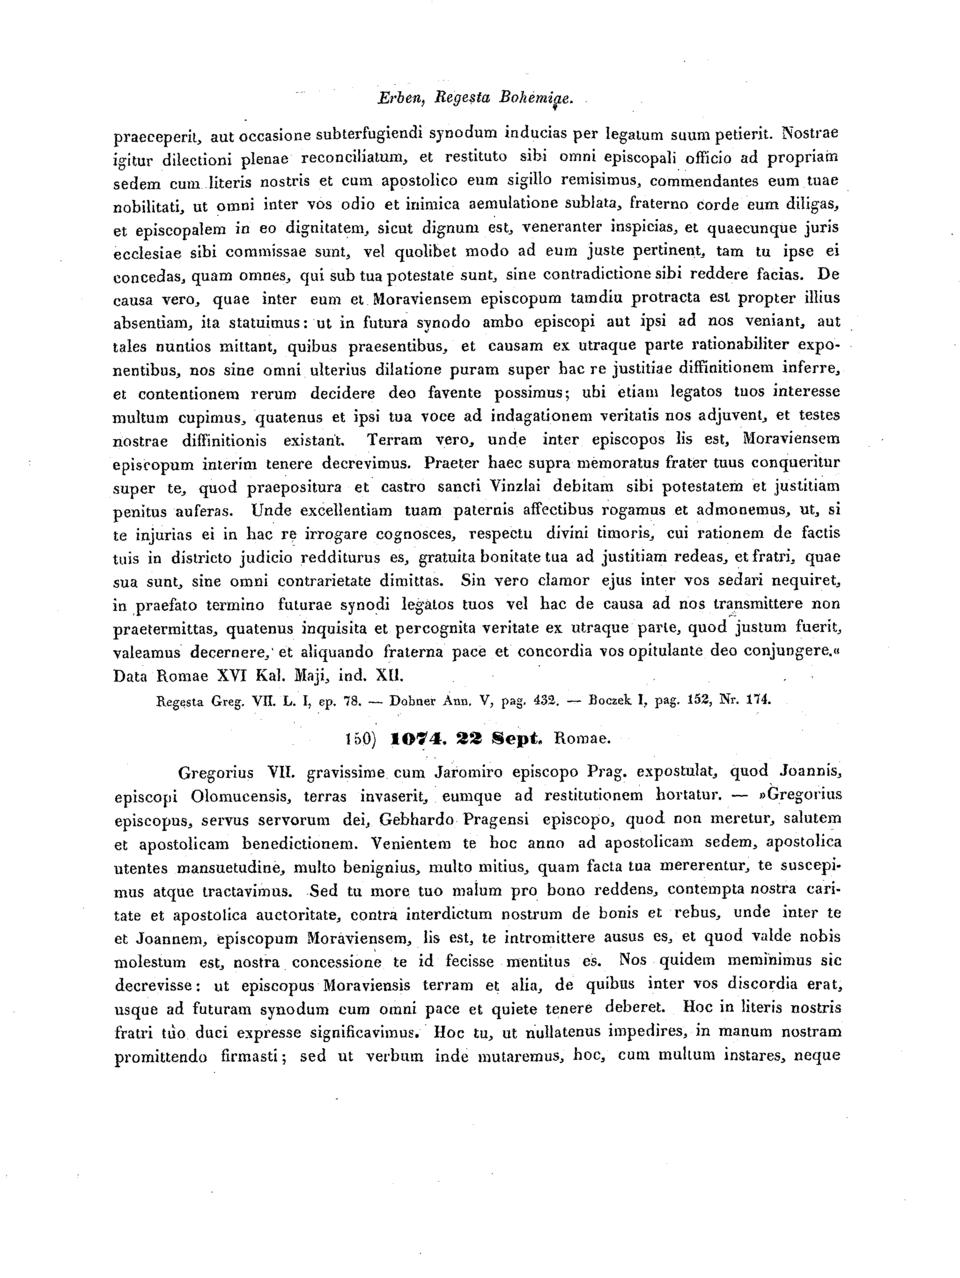 Erben, Regesta Bohemiae.
praeceperit, aut occasione subterfugiendi synodum inducias per legatum suum petierit. Nostrae
igitur dilectioni plenae reconciliatum, et restituto sibi omni episcopali officio ad propriam
sedem cum literis nostris et cum apostolico eum sigillo remisimus, commendantes eum tuae
nobilitati, ut omni inter vos odio et inimica aemulatione sublata, fraterno corde eum diligas,
et episcopalem in eo dignitatem, sicut dignum est, veneranter inspicias, et quaecunque juris
ecclesiae sibi commissae sunt, vel quolibet modo ad eum juste pertinent, tam tu ipse ei
concedas, quam omnes, qui sub tua potestate sunt, sine contradictione sibi reddere facias. De
causa vero, quae inter eum et Moraviensem episcopum tamdiu protracta est propter illius
absentiam, ita statuimus: ut in futura synodo ambo episcopi aut ipsi ad nos veniant, aut
tales nuntios mittant, quibus praesentibus, et causam ex utraque parte rationabiliter expo-
nentibus, nos sine omni ulterius dilatione puram super hac re justitiae diffinitionem inferre,
et contentionem rerum decidere deo favente possimus; ubi etiam legatos tuos interesse
multum cupimus, quatenus et ipsi tua voce ad indagationem veritatis nos adjuvent, et testes
nostrae diffinitionis existant. Terram vero, unde inter episcopos lis est, Moraviensem
episcopum interim tenere decrevimus. Praeter haec supra memoratus frater tuus conqueritur
super te, quod praepositura et castro sancti Vinzlai debitam sibi potestatem et justitiam
penitus auferas. Unde excellentiam tuam paternis affectibus rogamus et admonemus, ut, si
te injurias ei in hac re irrogare cognosces, respectu divini timoris, cui rationem de factis
tuis in districto judicio redditurus es, gratuita bonitate tua ad justitiam redeas, et fratri, quae
sua sunt, sine omni contrarietate dimittas. Sin vero clamor ejus inter vos sedari nequiret,
in praefato termino futurae synodi legatos tuos vel hac de causa ad nos transmittere non
praetermittas, quatenus inquisita et percognita veritate ex utraque parte, quod justum fuerit,
valeamus decernere, et aliquando fraterna pace et concordia vos opitulante deo conjungere.«
Data Romae XVI Kal. Maji, ind. XII.
Regesta Greg. VII. L. I, ep. 78. — Dobner Ann. V, pag. 432. — Boczek I, pag. 152, Nr. 174.
150) 1074. 22 Sept. Romae.
Gregorius VII. gravissime cum Jaromiro episcopo Prag. expostulat, quod Joannis,
episcopi Olomucensis, terras invaserit, eumque ad restitutionem hortatur. — »Gregorius
episcopus, servus servorum dei, Gebhardo Pragensi episcopo, quod non meretur, salutem
et apostolicam benedictionem. Venientem te hoc anno ad apostolicam sedem, apostolica
utentes mansuetudine, multo benignius, multo mitius, quam facta tua mererentur, te suscepi-
mus atque tractavimus. Sed tu more tuo malum pro bono reddens, contempta nostra cari-
tate et apostolica auctoritate, contra interdictum nostrum de bonis et rebus, unde inter te
et Joannem, episcopum Moraviensem, lis est, te intromittere ausus es, et quod valde nobis
molestum est, nostra concessione te id fecisse mentitus es. Nos quidem meminimus sic
decrevisse: ut episcopus Moraviensis terram et alia, de quibus inter vos discordia erat,
usque ad futuram synodum cum omni pace et quiete tenere deberet. Hoc in literis nostris
fratri tuo duci expresse significavimus. Hoc tu, ut nullatenus impedires, in manum nostram
promittendo firmasti; sed ut verbum inde mutaremus, hoc, cum multum instares, neque